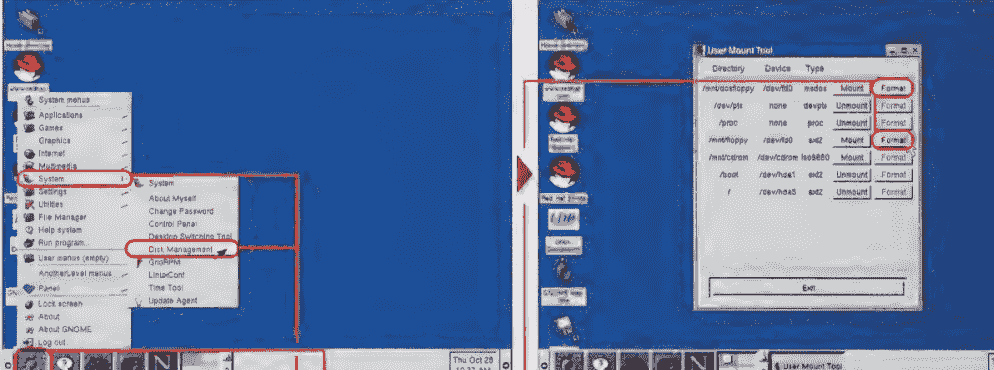 System menus
Applications
Games
Graphics
Internet
Multimedia
System
Settings
Utilities
File Manager
Help system
Run program...
User menus (empty)
AnotherLevel menus
Panel
Lock screen
About
About GNOME
Log out
System
About Myself
Change Password
Control Panel
Desktop Switching Tool
Disk Management
GnoRPM
LinuxConf
Time Tool
Update Agent
Thu Oct 28
User Mount Tool
Directory Device Type
/mnt/dosfloppy /dev/fd0 msdos Mount Format
/dev/pts none devpts Unmount Format
/proc none proc Unmount Format
/mnt/floppy /dev/fd0 ext2 Mount Format
/mnt/cdrom /dev/cdrom iso9660 Mount Format
/boot /dev/hda1 ext2 Unmount Format
/ /dev/hda5 ext2 Unmount Format
Exit
User Mount Tool